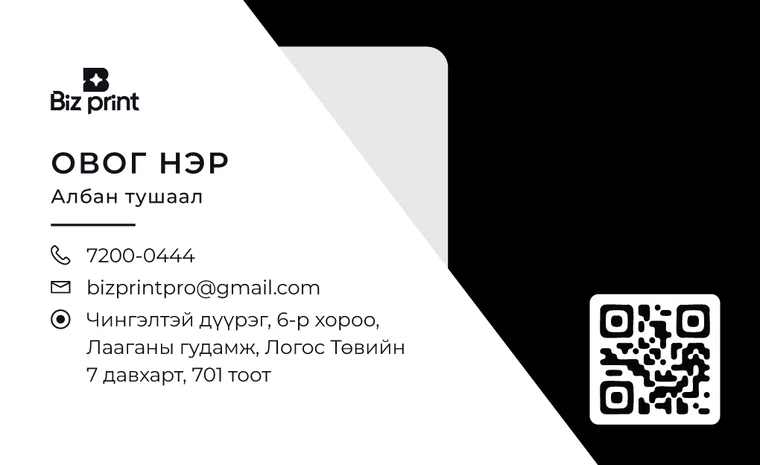 Biz print
ОВОГ НЭР
Албан тушаал
7200-0444
bizprintpro@gmail.com
Чингэлтэй дүүрэг, 6-р хороо,
Лааганы гудамж, Логос Төвийн
7 давхарт, 701 тоот